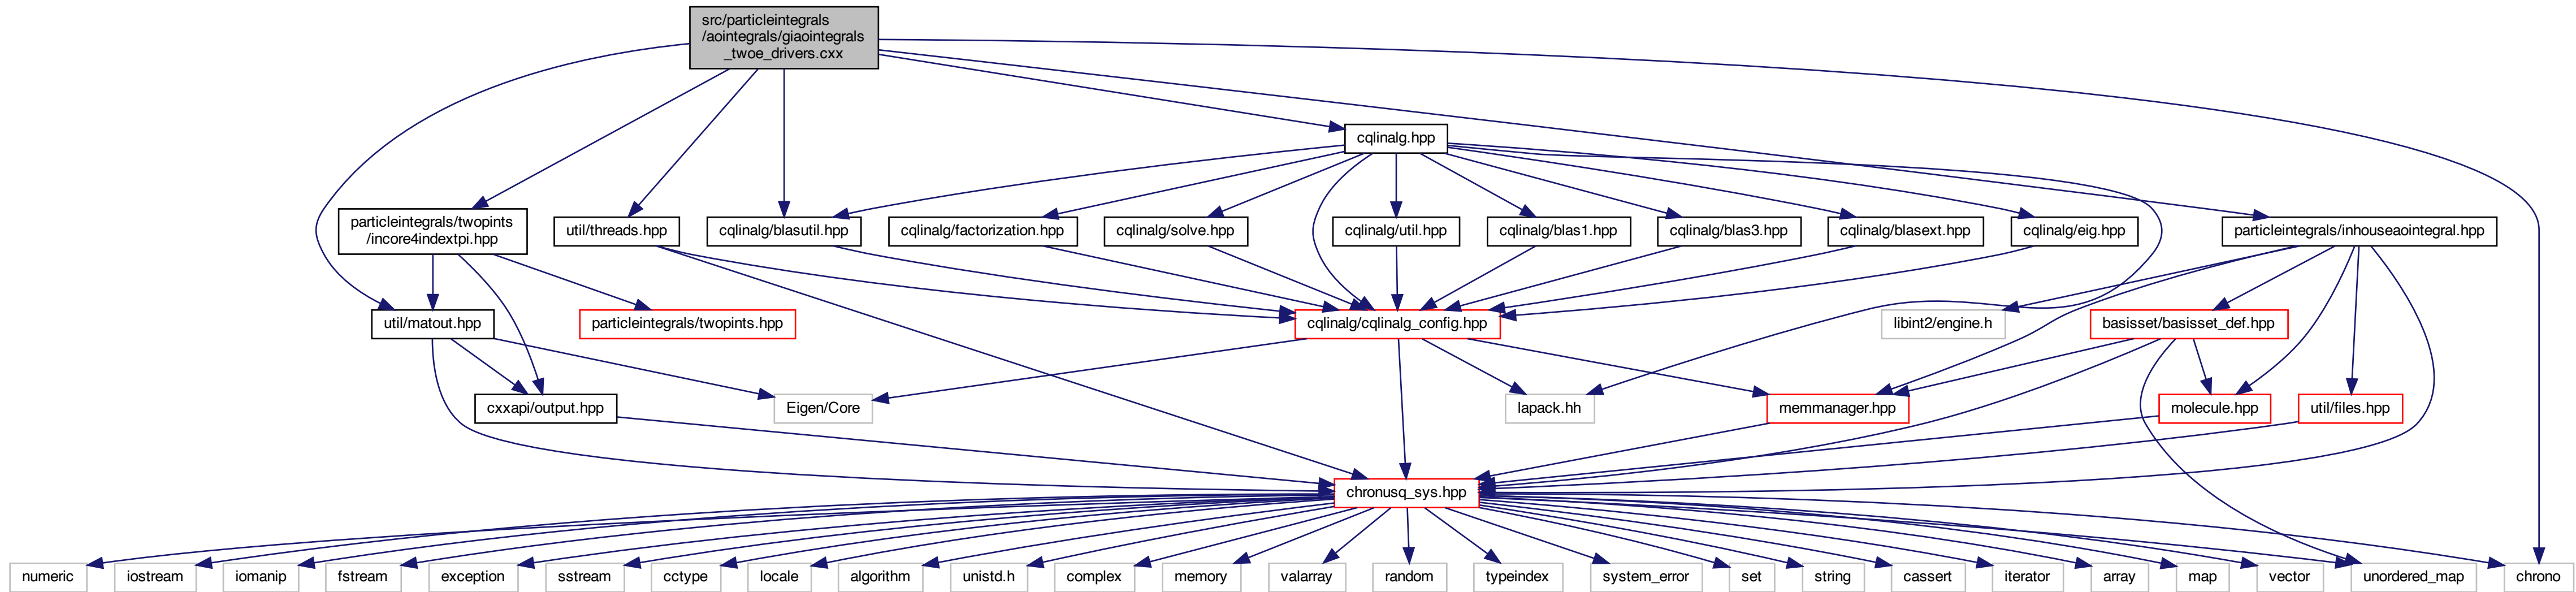 src/particleintegrals
/aointegrals/giaointegrals
_twoe_drivers.cxx
cqlinalg.hpp
particleintegrals/twopints
/incore4indextpi.hpp
util/threads.hpp
cqlinalg/blasutil.hpp
cqlinalg/factorization.hpp
cqlinalg/solve.hpp
cqlinalg/util.hpp
cqlinalg/blas1.hpp
cqlinalg/blas3.hpp
cqlinalg/blasext.hpp
cqlinalg/eig.hpp
particleintegrals/inhouseaointegral.hpp
util/matout.hpp
particleintegrals/twopints.hpp
cqlinalg/cqlinalg_config.hpp
libint2/engine.h
basisset/basisset_def.hpp
cxxapi/output.hpp
Eigen/Core
lapack.hh
memmanager.hpp
molecule.hpp
util/files.hpp
chronusq_sys.hpp
numeric
iostream
iomanip
fstream
exception
sstream
cctype
locale
algorithm
unistd.h
complex
memory
valarray
random
typeindex
system_error
set
string
cassert
iterator
array
map
vector
unordered_map
chrono